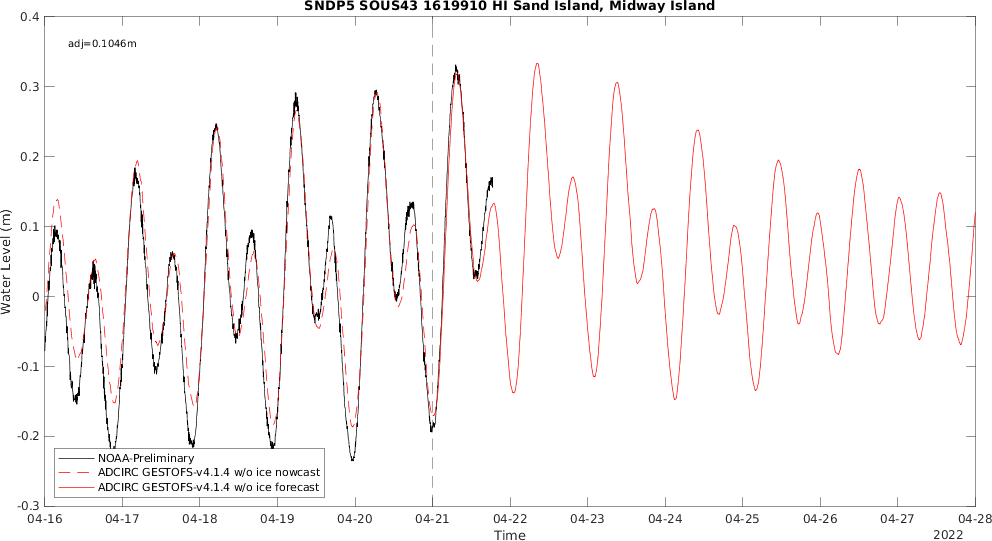 SNDP5 SOUS43 1619910 HI Sand Island, Midway Island
adj=0.1046m
0.4
0.3
0.2
0.1
0
-0.1
-0.2
-0.3
Water Level (m)
NOAA-Preliminary
ADCIRC GESTOFS-v4.1.4 w/o ice nowcast
ADCIRC GESTOFS-v4.1.4 w/o ice forecast
04-16 04-17 04-18 04-19 04-20 04-21 04-22 04-23 04-24 04-25 04-26 04-27 04-28
Time
2022